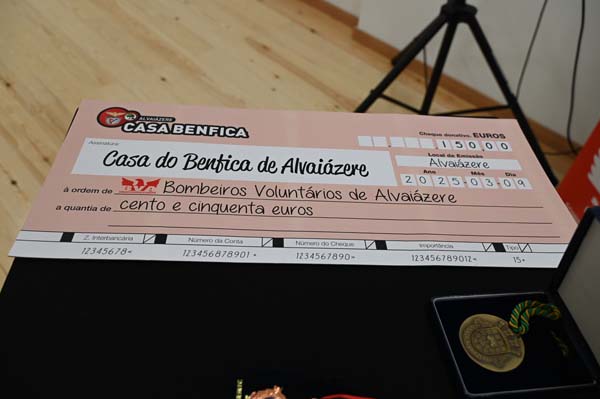 ALVAIÁZERE
CASA BENFICA
Cheque donativo. EUROS
150,00
Assinatura:
Casa do Benfica de Alvaiázere
Local de Emissão
Alvaiázere
Ano Mês Dia
2025-03-09
à ordem de Bombeiros Voluntários de Alvaiázere
a quantia de cento e cinquenta euros
Z. Interbancária Número da Conta Número do Cheque Importância Tipo
12345678« 12345678901 « 1234567890« 123456789012« 15«